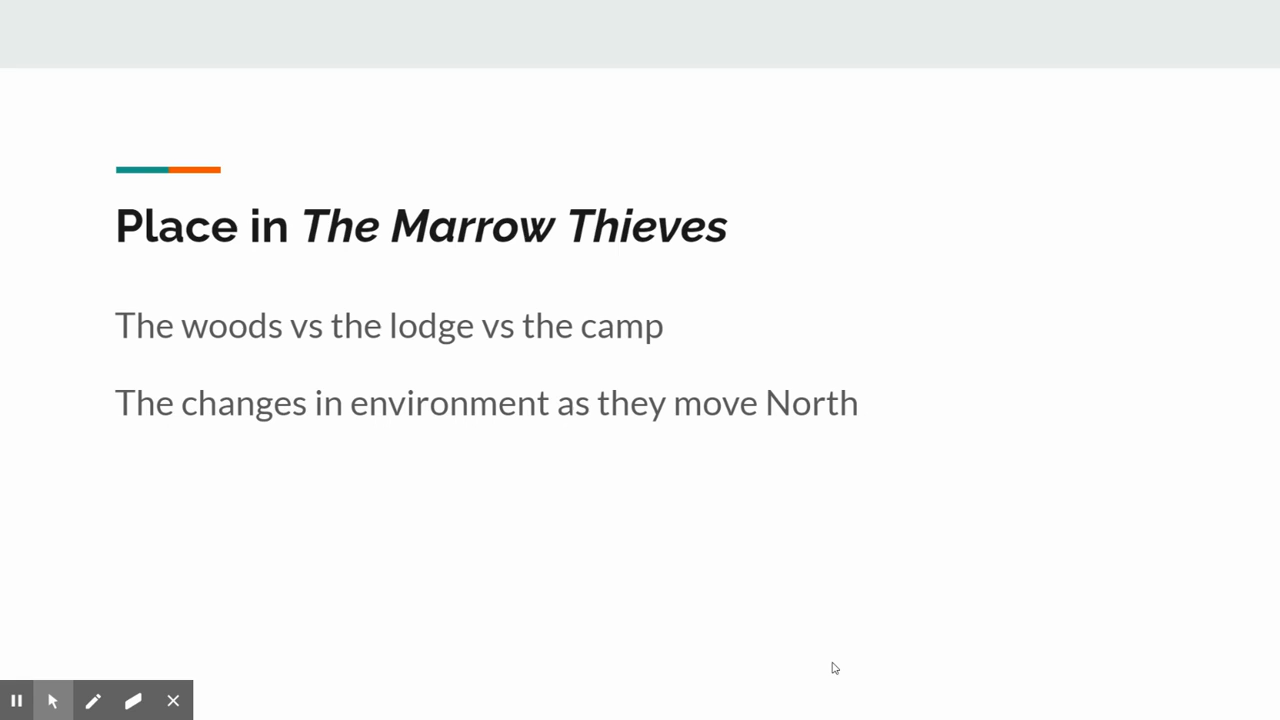 Place in The Marrow Thieves
The woods vs the lodge vs the camp
The changes in environment as they move North